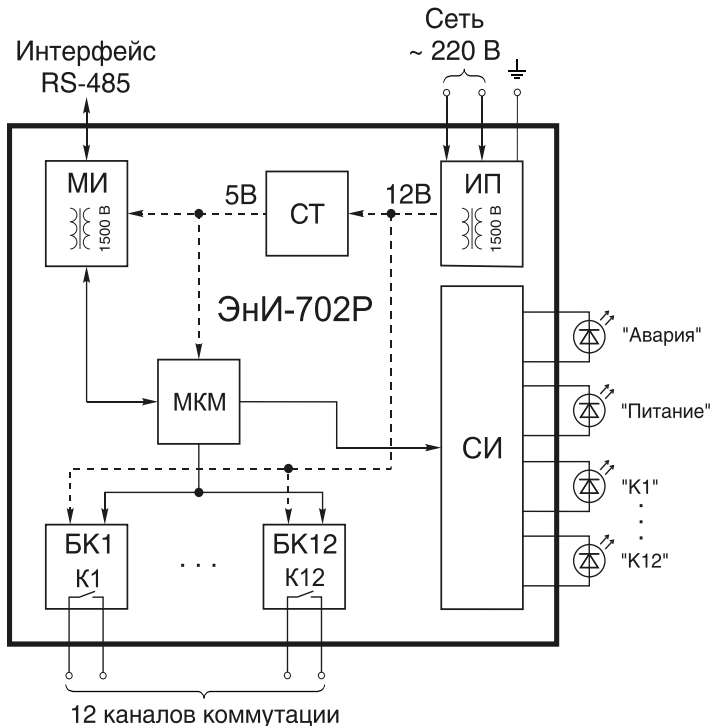 Сеть
~ 220 В
Интерфейс
RS-485
МИ
1500 В
5В
СТ
12В
ИП
1500 В
ЭнИ-702Р
"Авария"
МКМ
"Питание"
СИ
"К1"
"К12"
БК1
К1
. . .
БК12
К12
12 каналов коммутации